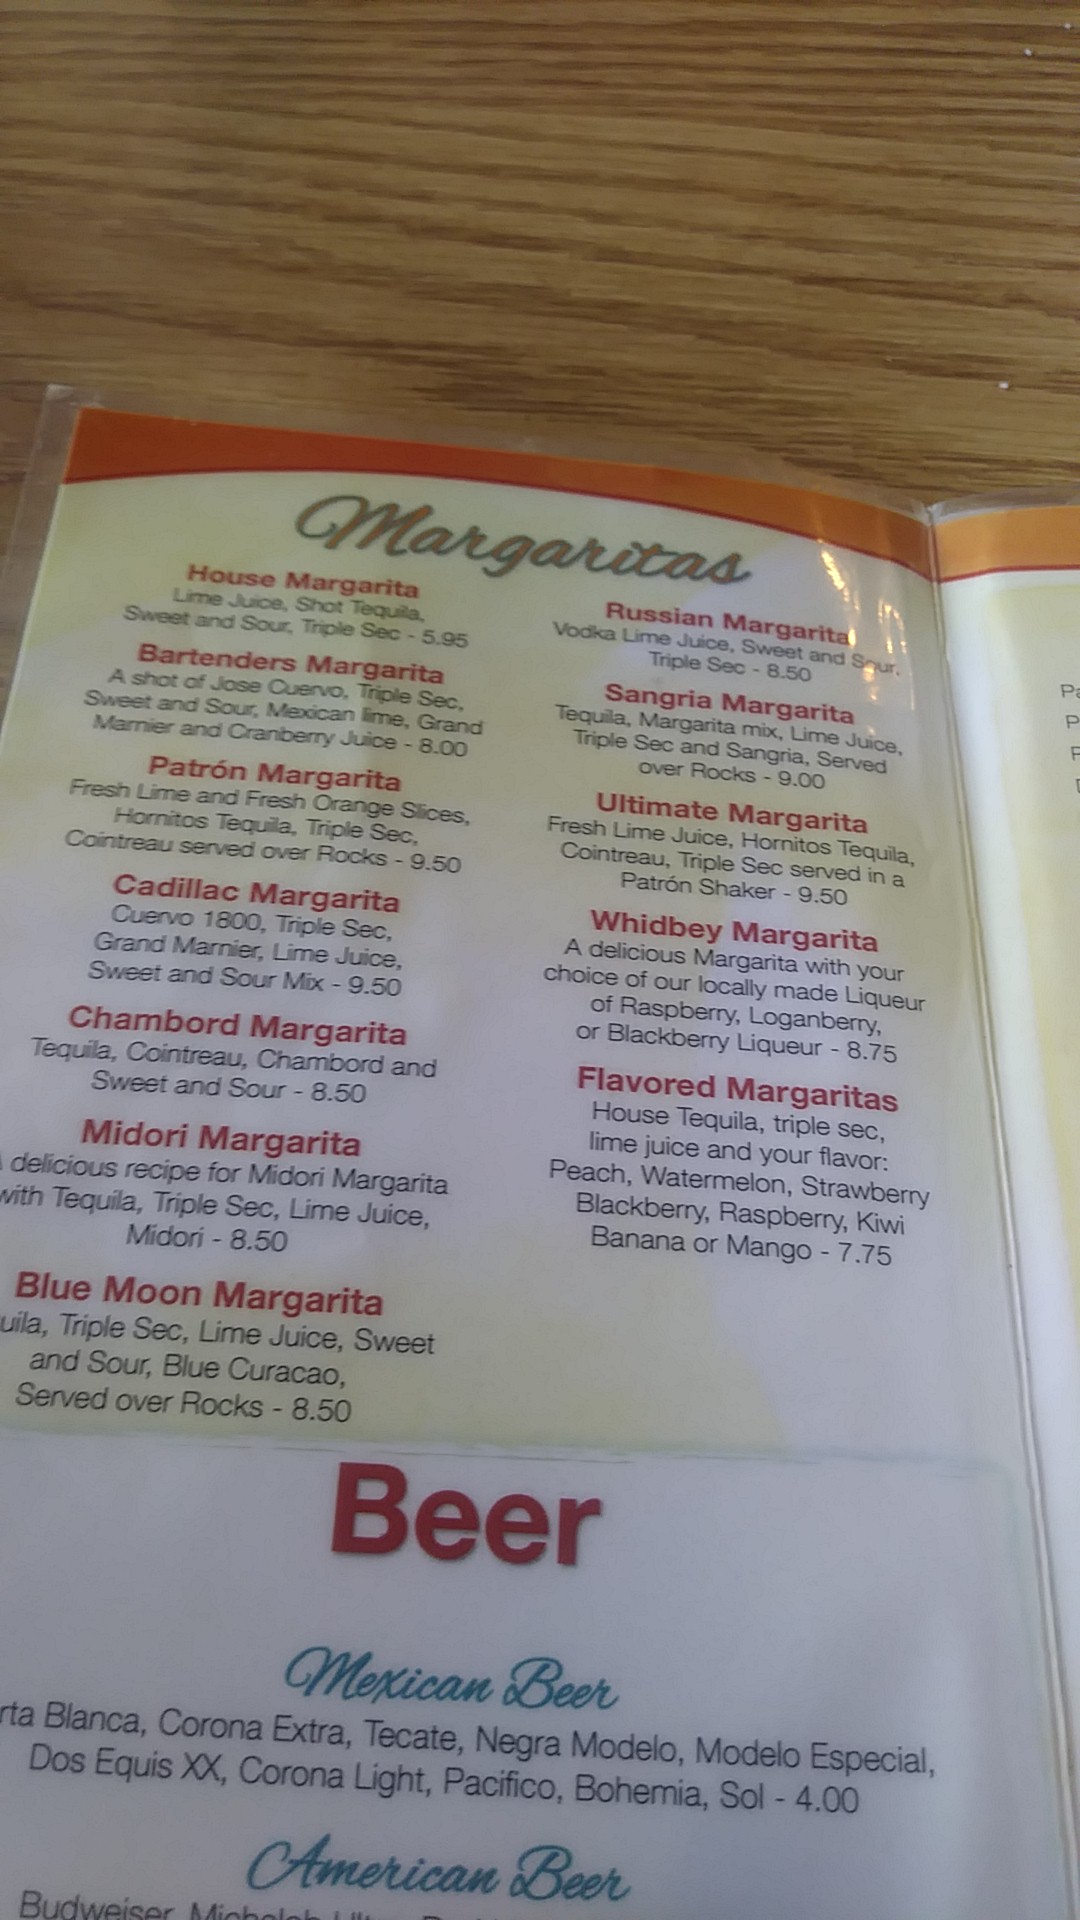 Margaritas
House Margarita
Lime Juice, Shot Tequila,
Sweet and Sour, Triple Sec - 5.95
Bartenders Margarita
A shot of Jose Cuervo, Triple Sec,
Sweet and Sour, Mexican lime, Grand
Marnier and Cranberry Juice - 8.00
Patrón Margarita
Fresh Lime and Fresh Orange Slices,
Hornitos Tequila, Triple Sec,
Cointreau served over Rocks - 9.50
Cadillac Margarita
Cuervo 1800, Triple Sec,
Grand Marnier, Lime Juice,
Sweet and Sour Mix - 9.50
Chambord Margarita
Tequila, Cointreau, Chambord and
Sweet and Sour - 8.50
Midori Margarita
delicious recipe for Midori Margarita
with Tequila, Triple Sec, Lime Juice,
Midori - 8.50
Blue Moon Margarita
uila, Triple Sec, Lime Juice, Sweet
and Sour, Blue Curacao,
Served over Rocks - 8.50
Russian Margarita
Vodka Lime Juice, Sweet and Sour.
Triple Sec - 8.50
Sangria Margarita
Tequila, Margarita mix, Lime Juice,
Triple Sec and Sangria, Served
over Rocks - 9.00
Ultimate Margarita
Fresh Lime Juice, Hornitos Tequila,
Cointreau, Triple Sec served in a
Patrón Shaker - 9.50
Whidbey Margarita
A delicious Margarita with your
choice of our locally made Liqueur
of Raspberry, Loganberry,
or Blackberry Liqueur - 8.75
Flavored Margaritas
House Tequila, triple sec,
lime juice and your flavor:
Peach, Watermelon, Strawberry
Blackberry, Raspberry, Kiwi
Banana or Mango - 7.75
Beer
Mexican Beer
rta Blanca, Corona Extra, Tecate, Negra Modelo, Modelo Especial,
Dos Equis XX, Corona Light, Pacifico, Bohemia, Sol - 4.00
American Beer
Budweiser, Michelob